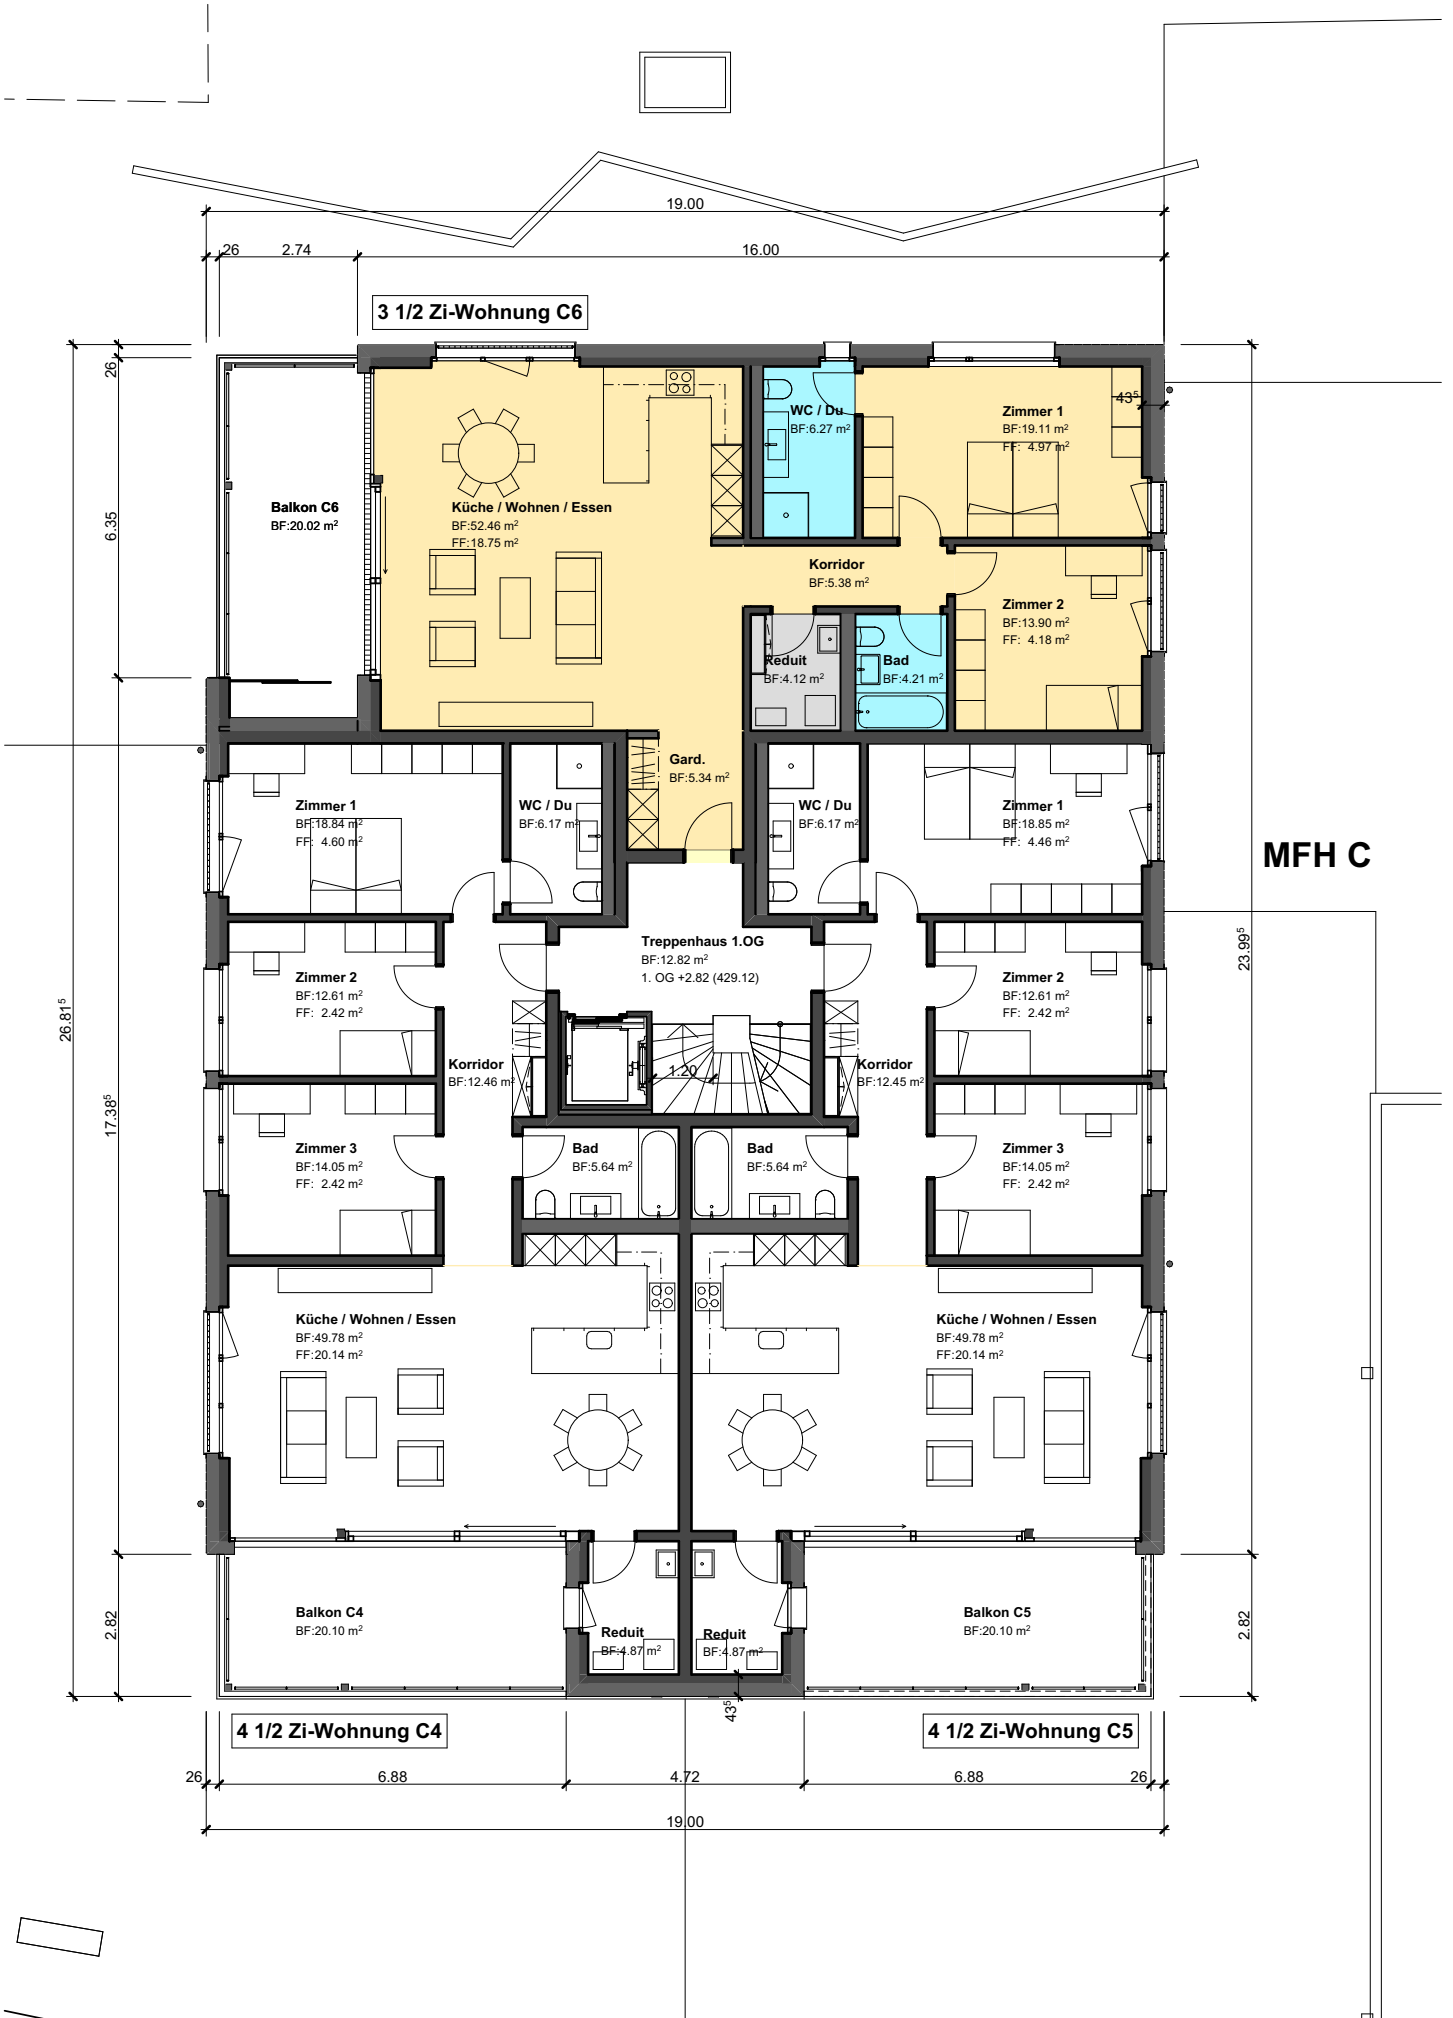 19.00
26
2.74
16.00
3 1/2 Zi-Wohnung C6
26
6.35
43⁵
WC / Du
BF:6.27 m²
Zimmer 1
BF:19.11 m²
FF: 4.97 m²
Balkon C6
BF:20.02 m²
Küche / Wohnen / Essen
BF:52.46 m²
FF:18.75 m²
Korridor
BF:5.38 m²
Zimmer 2
BF:13.90 m²
FF: 4.18 m²
Reduit
BF:4.12 m²
Bad
BF:4.21 m²
Gard.
BF:5.34 m²
Zimmer 1
BF:18.84 m²
FF: 4.60 m²
WC / Du
BF:6.17 m²
WC / Du
BF:6.17 m²
Zimmer 1
BF:18.85 m²
FF: 4.46 m²
MFH C
Treppenhaus 1.OG
BF:12.82 m²
1. OG +2.82 (429.12)
23.99⁵
26.81⁵
17.38⁵
Zimmer 2
BF:12.61 m²
FF: 2.42 m²
Zimmer 2
BF:12.61 m²
FF: 2.42 m²
Korridor
BF:12.46 m²
1.20
Korridor
BF:12.45 m²
Zimmer 3
BF:14.05 m²
FF: 2.42 m²
Bad
BF:5.64 m²
Bad
BF:5.64 m²
Zimmer 3
BF:14.05 m²
FF: 2.42 m²
Küche / Wohnen / Essen
BF:49.78 m²
FF:20.14 m²
Küche / Wohnen / Essen
BF:49.78 m²
FF:20.14 m²
2.82
Balkon C4
BF:20.10 m²
Reduit
BF:4.87 m²
Reduit
BF:4.87 m²
Balkon C5
BF:20.10 m²
2.82
43⁵
4 1/2 Zi-Wohnung C4
4 1/2 Zi-Wohnung C5
26
6.88
4.72
6.88
26
19.00